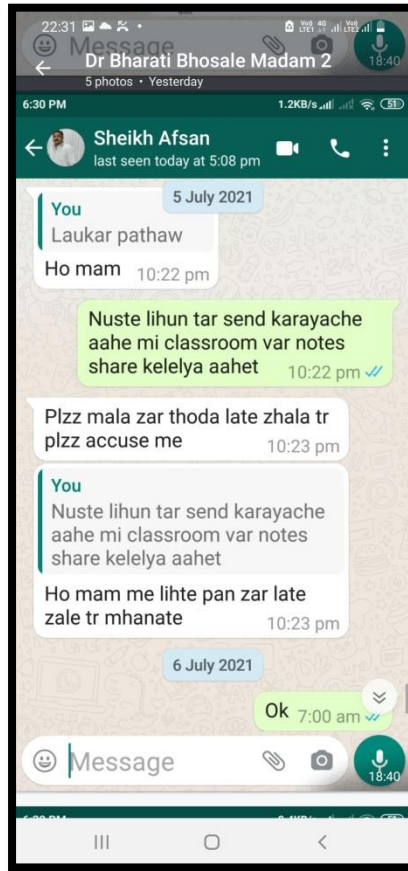 22:31
Message
Dr Bharati Bhosale Madam 2
18:40
5 photos • Yesterday
6:30 PM 1.2KB/s 51
Sheikh Afsan
last seen today at 5:08 pm
5 July 2021
You
Laukar pathaw
Ho mam 10:22 pm
Nuste lihun tar send karayache
aahe mi classroom var notes
share kelelya aahet 10:22 pm
Plzz mala zar thoda late zhala tr
plzz accuse me 10:23 pm
You
Nuste lihun tar send karayache
aahe mi classroom var notes
share kelelya aahet
Ho mam me lihte pan zar late
zale tr mhanate 10:23 pm
6 July 2021
Ok 7:00 am
Message
18:40